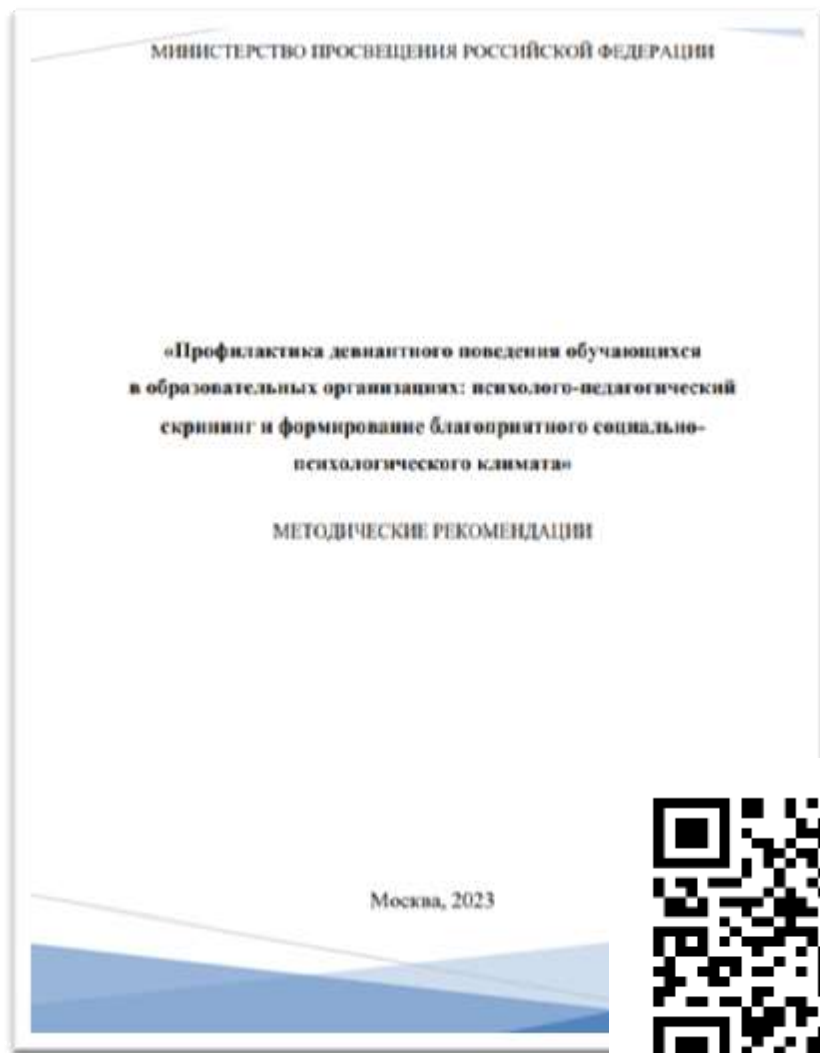 МИНИСТЕРСТВО ПРОСВЕЩЕНИЯ РОССИЙСКОЙ ФЕДЕРАЦИИ
«Профилактика девиантного поведения обучающихся
в образовательных организациях: психолого-педагогический
скрининг и формирование благоприятного социально-
психологического климата»
МЕТОДИЧЕСКИЕ РЕКОМЕНДАЦИИ
Москва, 2023